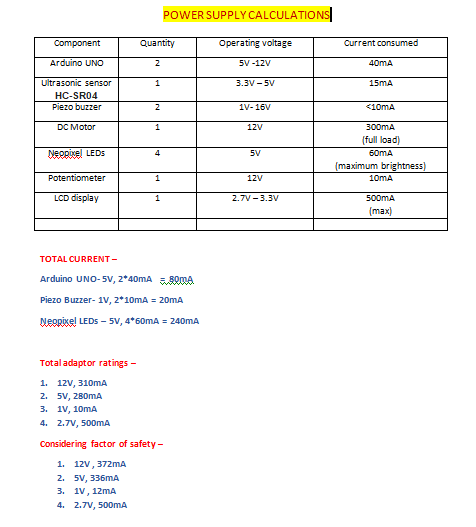 POWER SUPPLY CALCULATIONS
Component Quantity Operating voltage Current consumed
Arduino UNO 2 5V -12V 40mA
Ultrasonic sensor 1 3.3V – 5V 15mA
HC-SR04
Piezo buzzer 2 1V- 16V <10mA
DC Motor 1 12V 300mA
(full load)
Neopixel LEDs 4 5V 60mA
(maximum brightness)
Potentiometer 1 12V 10mA
LCD display 1 2.7V – 3.3V 500mA
(max)
TOTAL CURRENT –
Arduino UNO- 5V, 2*40mA = 80mA
Piezo Buzzer- 1V, 2*10mA = 20mA
Neopixel LEDs – 5V, 4*60mA = 240mA
Total adaptor ratings –
1. 12V, 310mA
2. 5V, 280mA
3. 1V, 10mA
4. 2.7V, 500mA
Considering factor of safety –
1. 12V , 372mA
2. 5V, 336mA
3. 1V , 12mA
4. 2.7V, 500mA